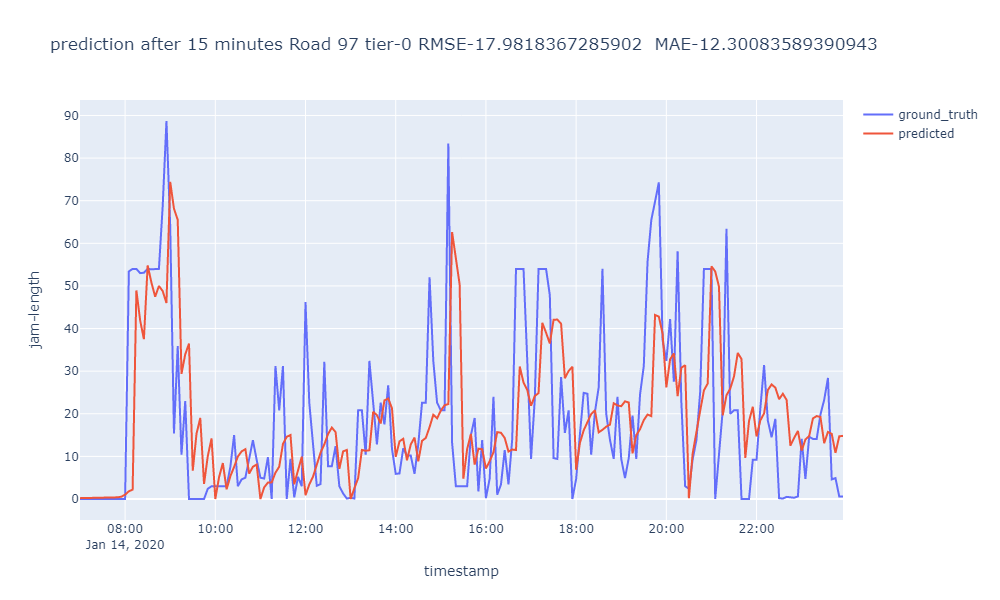 prediction after 15 minutes Road 97 tier-0 RMSE-17.9818367285902  MAE-12.30083589390943
ground_truth
predicted
jam-length
90
80
70
60
50
40
30
20
10
0
08:00 10:00 12:00 14:00 16:00 18:00 20:00 22:00
Jan 14, 2020
timestamp